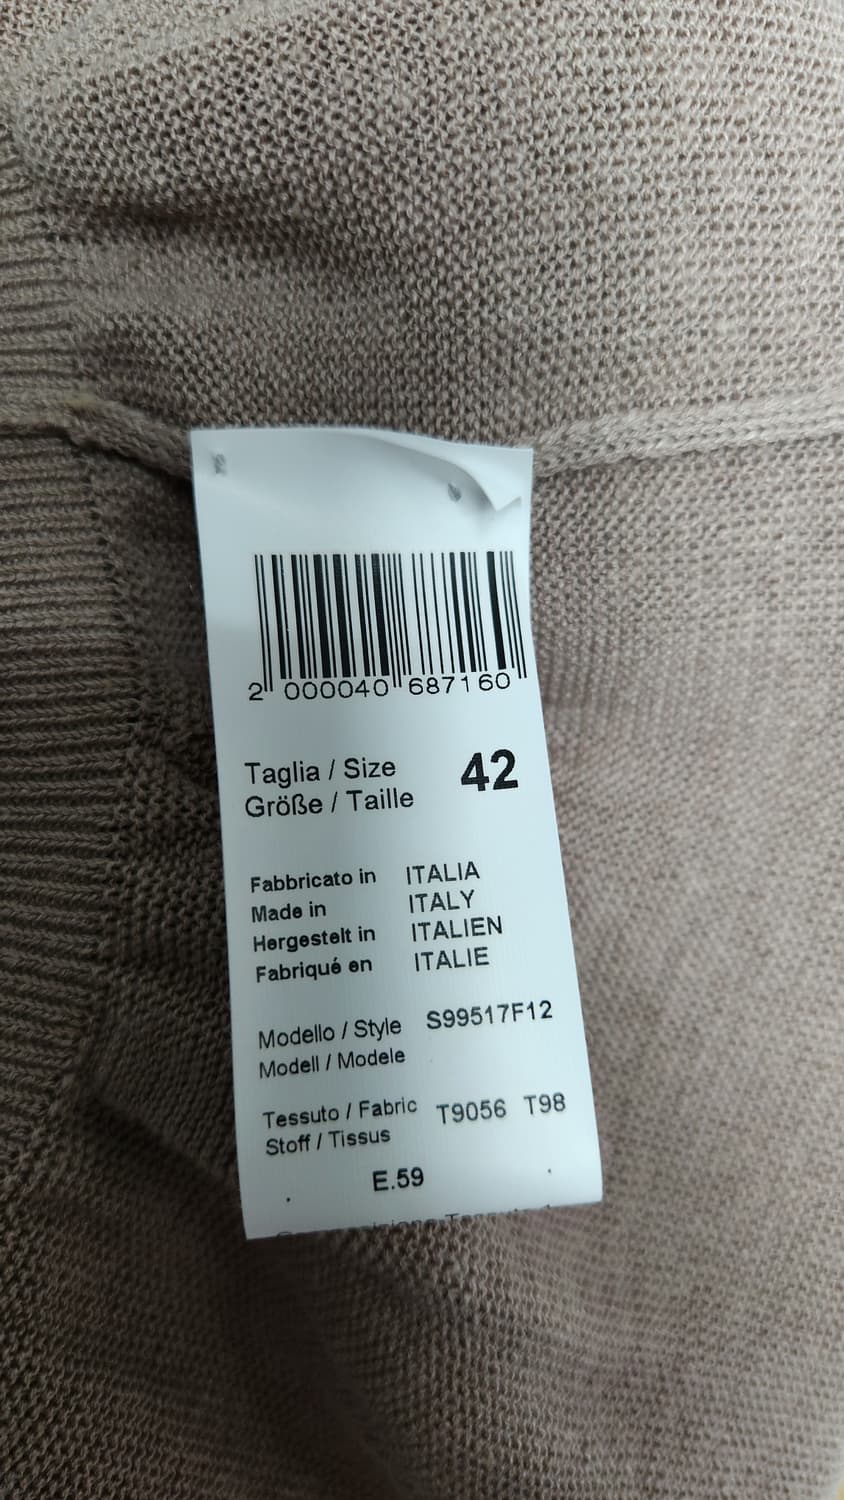 2 000040 687160
Taglia / Size 42
Größe / Taille
Fabbricato in ITALIA
Made in ITALY
Hergestelt in ITALIEN
Fabriqué en ITALIE
Modello / Style S99517F12
Modell / Modele
Tessuto / Fabric T9056 T98
Stoff / Tissus
E.59